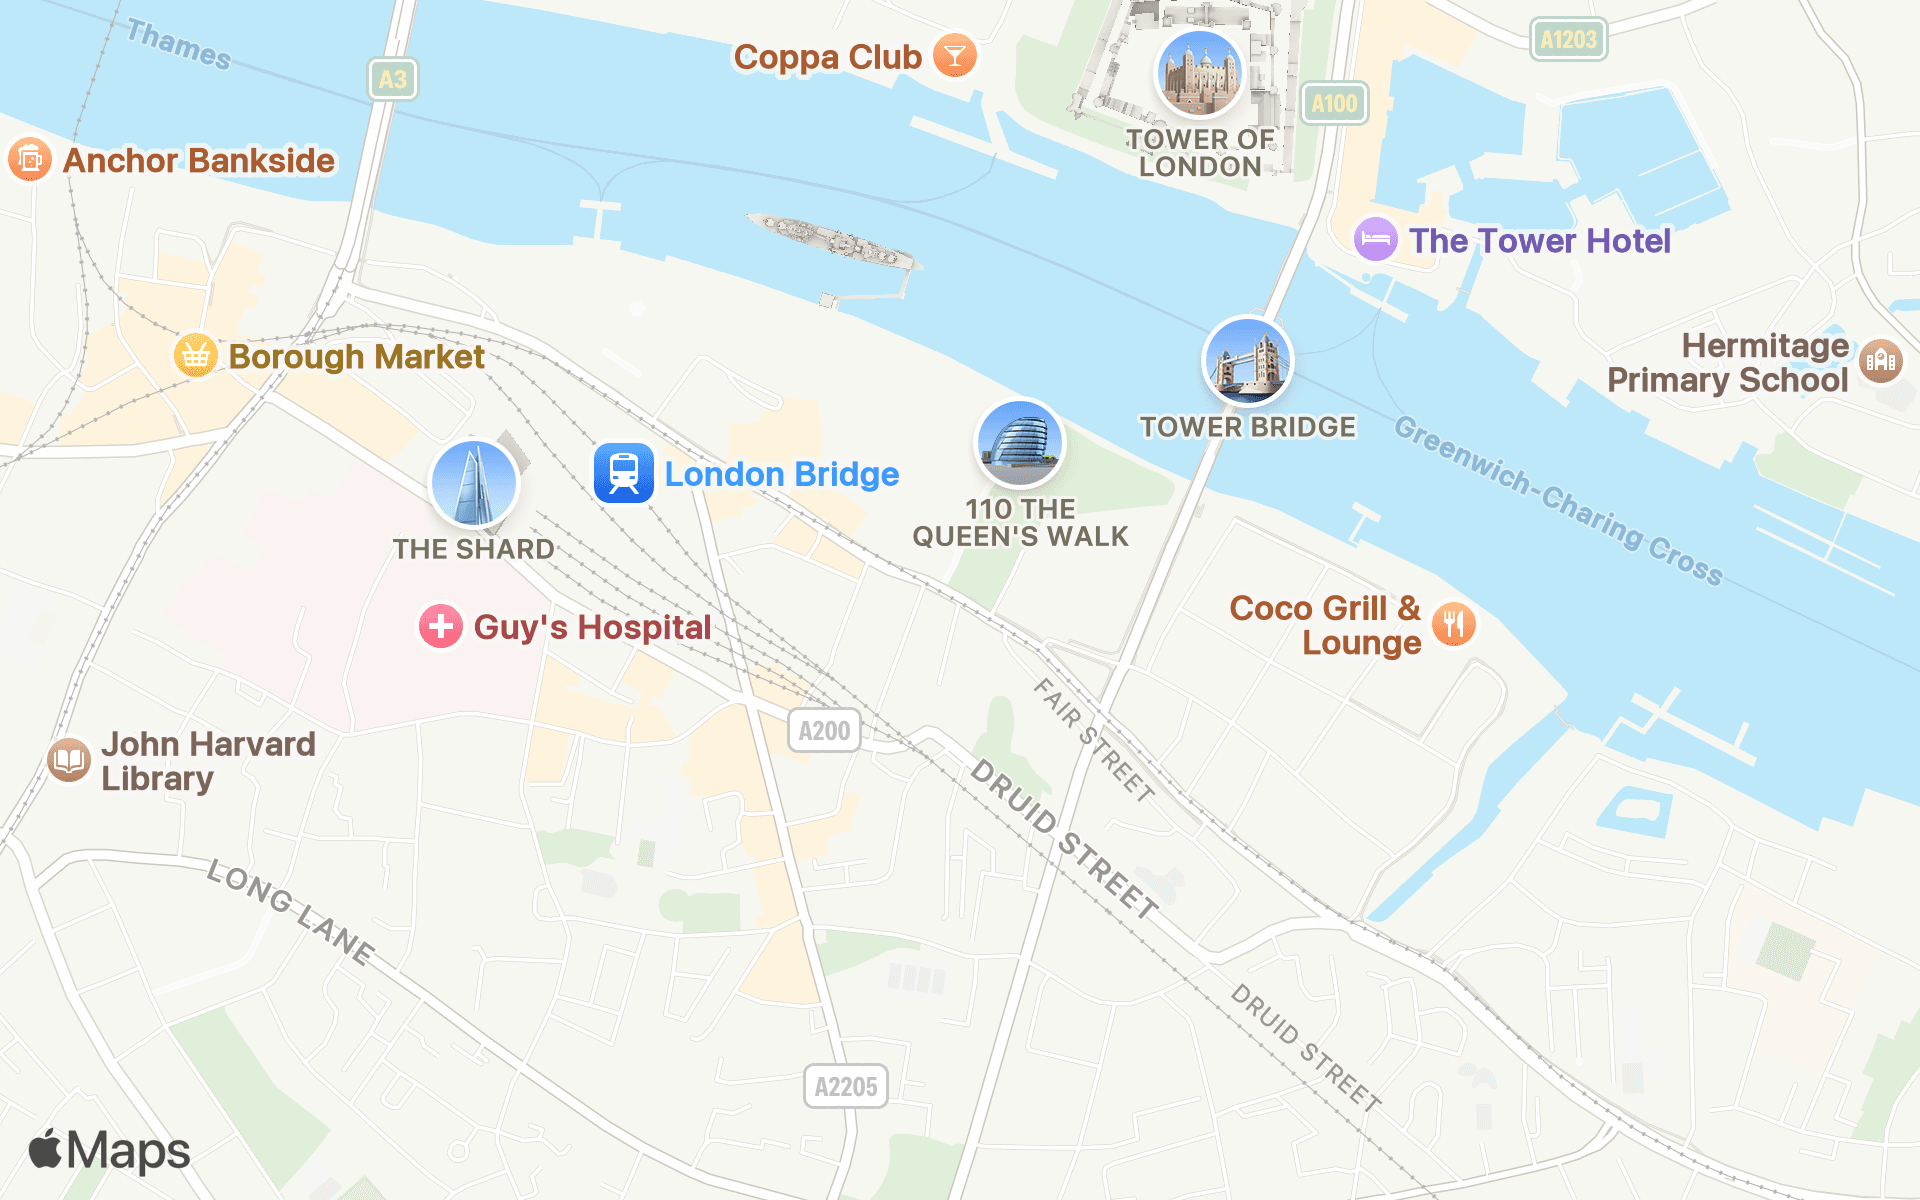 Thames
A3
Coppa Club
A1203
A100
TOWER OF
LONDON
Anchor Bankside
The Tower Hotel
Borough Market
Hermitage
Primary School
TOWER BRIDGE
Greenwich-Charing Cross
London Bridge
110 THE
QUEEN'S WALK
THE SHARD
Guy's Hospital
Coco Grill &
Lounge
FAIR STREET
A200
John Harvard
Library
DRUID STREET
LONG LANE
DRUID STREET
A2205
Maps